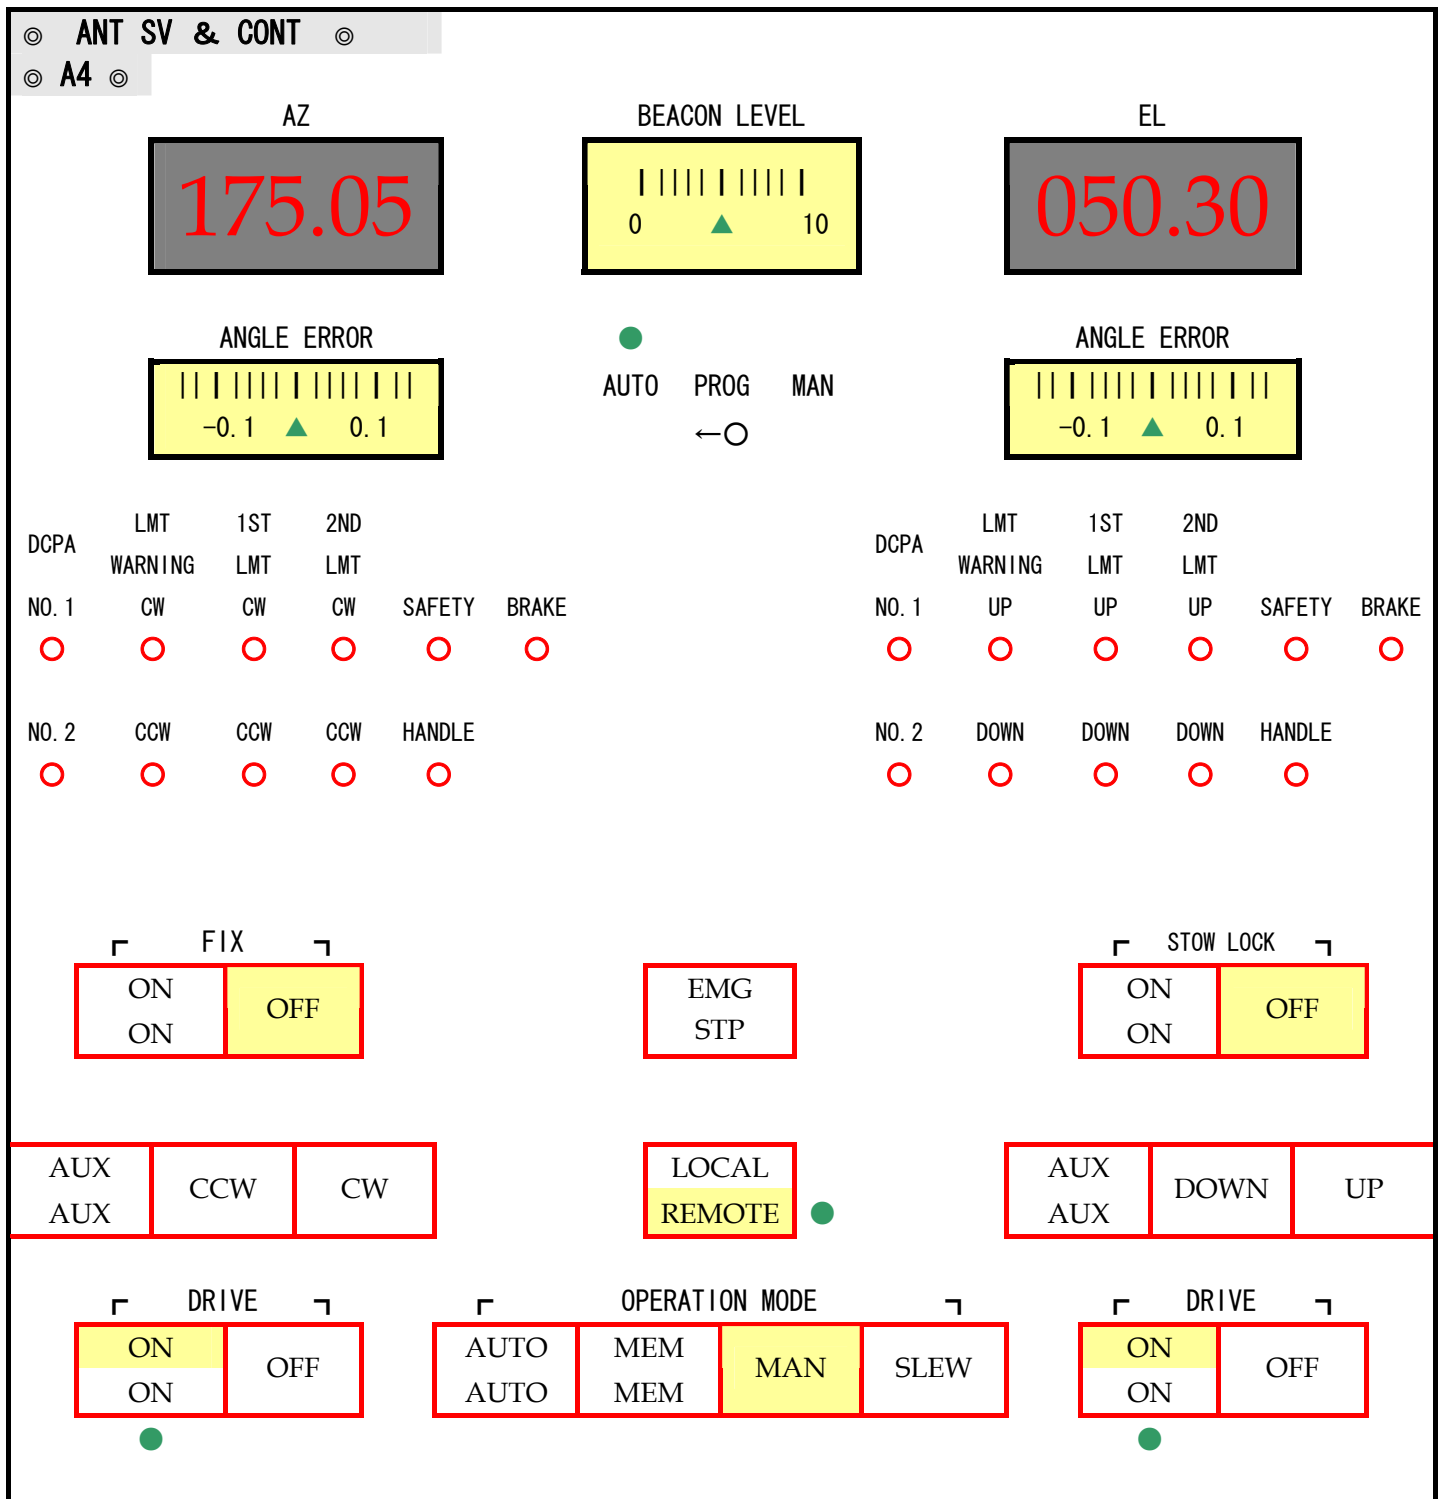 ◎ ANT SV & CONT ◎
◎ A4 ◎
AZ BEACON LEVEL EL
175.05 0 10 050.30
ANGLE ERROR ANGLE ERROR
AUTO PROG MAN
-0.1 0.1 ←○ -0.1 0.1
LMT 1ST 2ND LMT 1ST 2ND
DCPA DCPA
WARNING LMT LMT WARNING LMT LMT
NO.1 CW CW CW SAFETY BRAKE NO.1 UP UP UP SAFETY BRAKE
NO.2 CCW CCW CCW HANDLE NO.2 DOWN DOWN DOWN HANDLE
FIX STOW LOCK
ON OFF EMG ON OFF
ON STP ON
AUX CCW CW LOCAL AUX DOWN UP
AUX REMOTE AUX
DRIVE OPERATION MODE DRIVE
ON OFF AUTO MEM MAN SLEW ON OFF
ON AUTO MEM ON